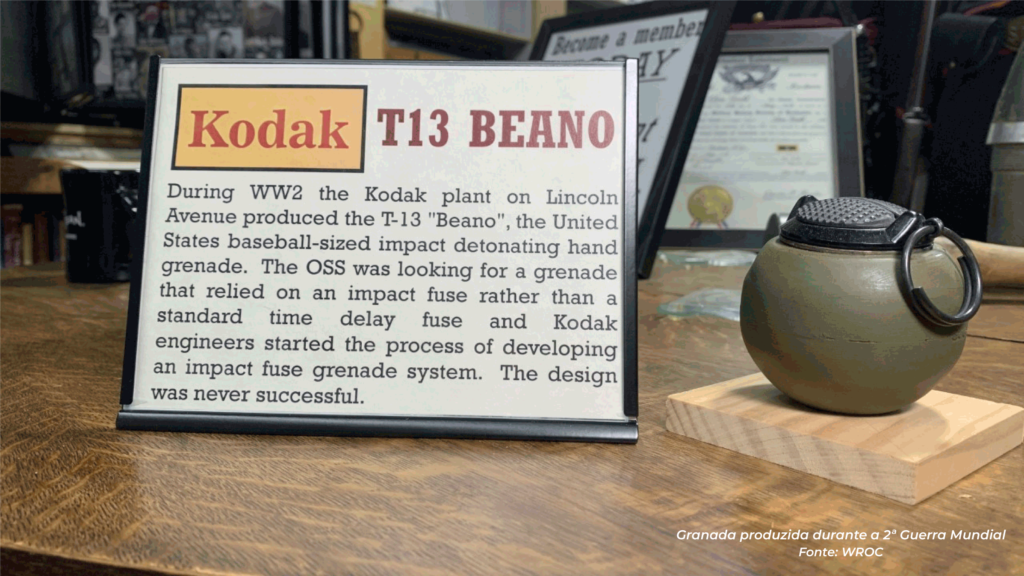 Become a member
Kodak T13 BEANO
During WW2 the Kodak plant on Lincoln
Avenue produced the T-13 "Beano", the United
States baseball-sized impact detonating hand
grenade. The OSS was looking for a grenade
that relied on an impact fuse rather than a
standard time delay fuse and Kodak
engineers started the process of developing
an impact fuse grenade system. The design
was never successful.
Granada produzida durante a 2ª Guerra Mundial
Fonte: WROC